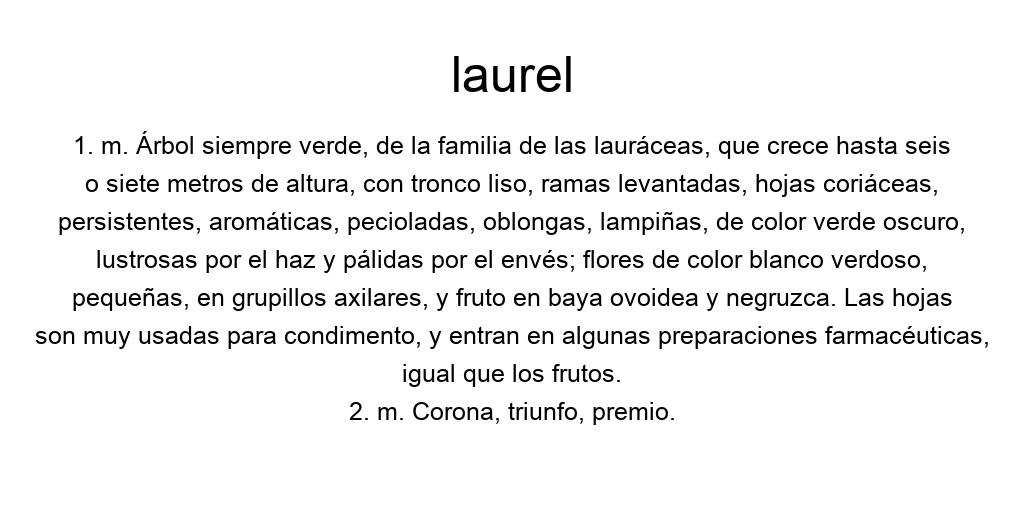 laurel
1. m. Árbol siempre verde, de la familia de las lauráceas, que crece hasta seis
o siete metros de altura, con tronco liso, ramas levantadas, hojas coriáceas,
persistentes, aromáticas, pecioladas, oblongas, lampiñas, de color verde oscuro,
lustrosas por el haz y pálidas por el envés; flores de color blanco verdoso,
pequeñas, en grupillos axilares, y fruto en baya ovoidea y negruzca. Las hojas
son muy usadas para condimento, y entran en algunas preparaciones farmacéuticas,
igual que los frutos.
2. m. Corona, triunfo, premio.